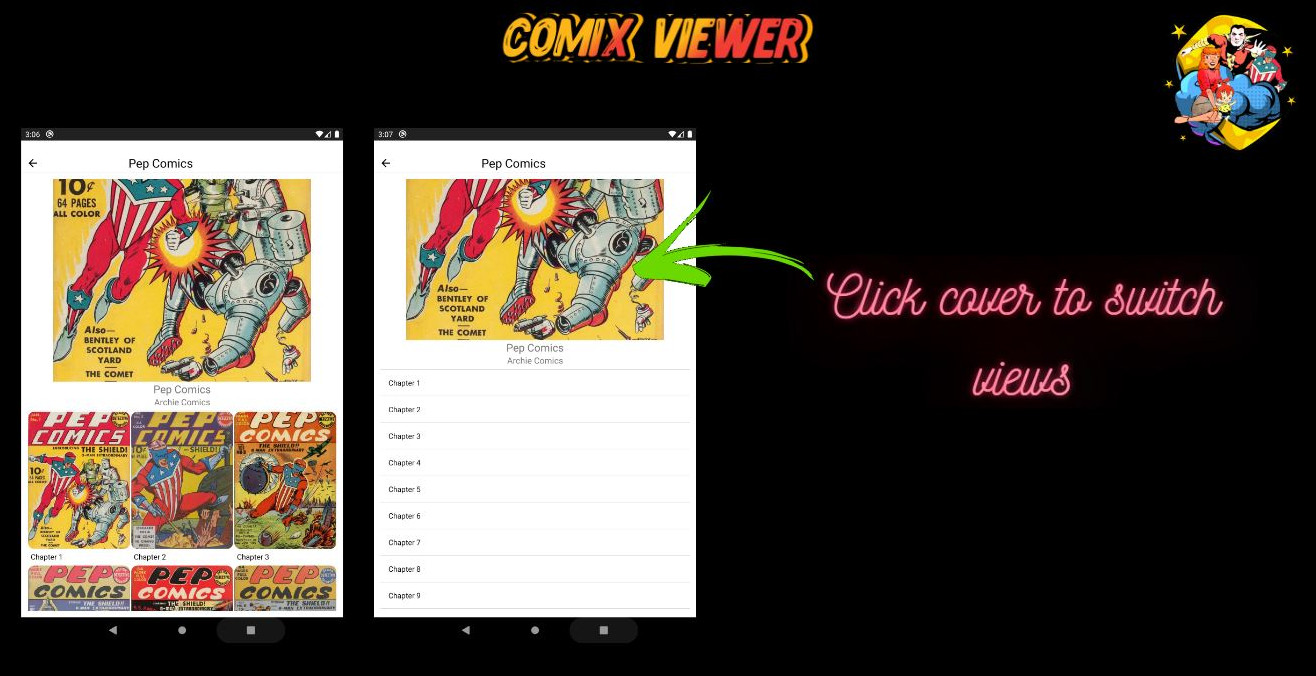 COMIX VIEWER
3:06
Pep Comics
10¢
64 PAGES
ALL COLOR
Also—
BENTLEY OF
SCOTLAND
YARD
— THE COMET
Pep Comics
Archie Comics
PEP
COMICS
THE SHIELD!
10¢
PEP
COMICS
SHIELD!
PEP
COMICS
THE SHIELD!!
Chapter 1
Chapter 2
Chapter 3
PEP
COMICS
THE SHIELD!!
PEP
COMICS
THE SHIELD!
PEP
COMICS
THE SHIELD!!
3:07
Pep Comics
Also—
BENTLEY OF
SCOTLAND
YARD
— THE COMET
Pep Comics
Archie Comics
Chapter 1
Chapter 2
Chapter 3
Chapter 4
Chapter 5
Chapter 6
Chapter 7
Chapter 8
Chapter 9
Click cover to switch
views